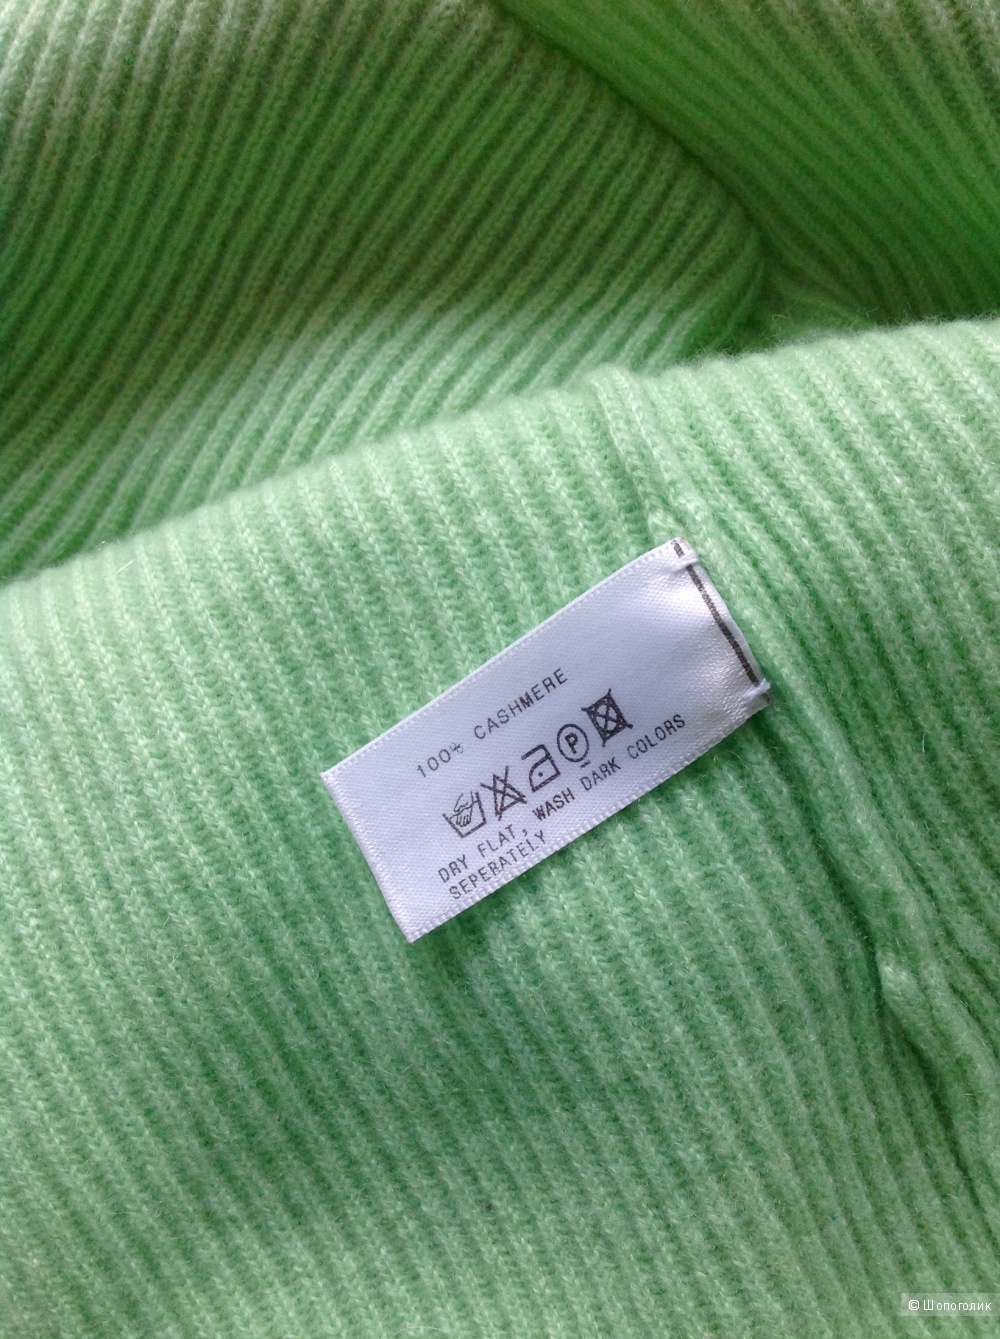 100% CASHMERE
P
DRY FLAT, WASH DARK COLORS
SEPERATELY
© Шопоголик